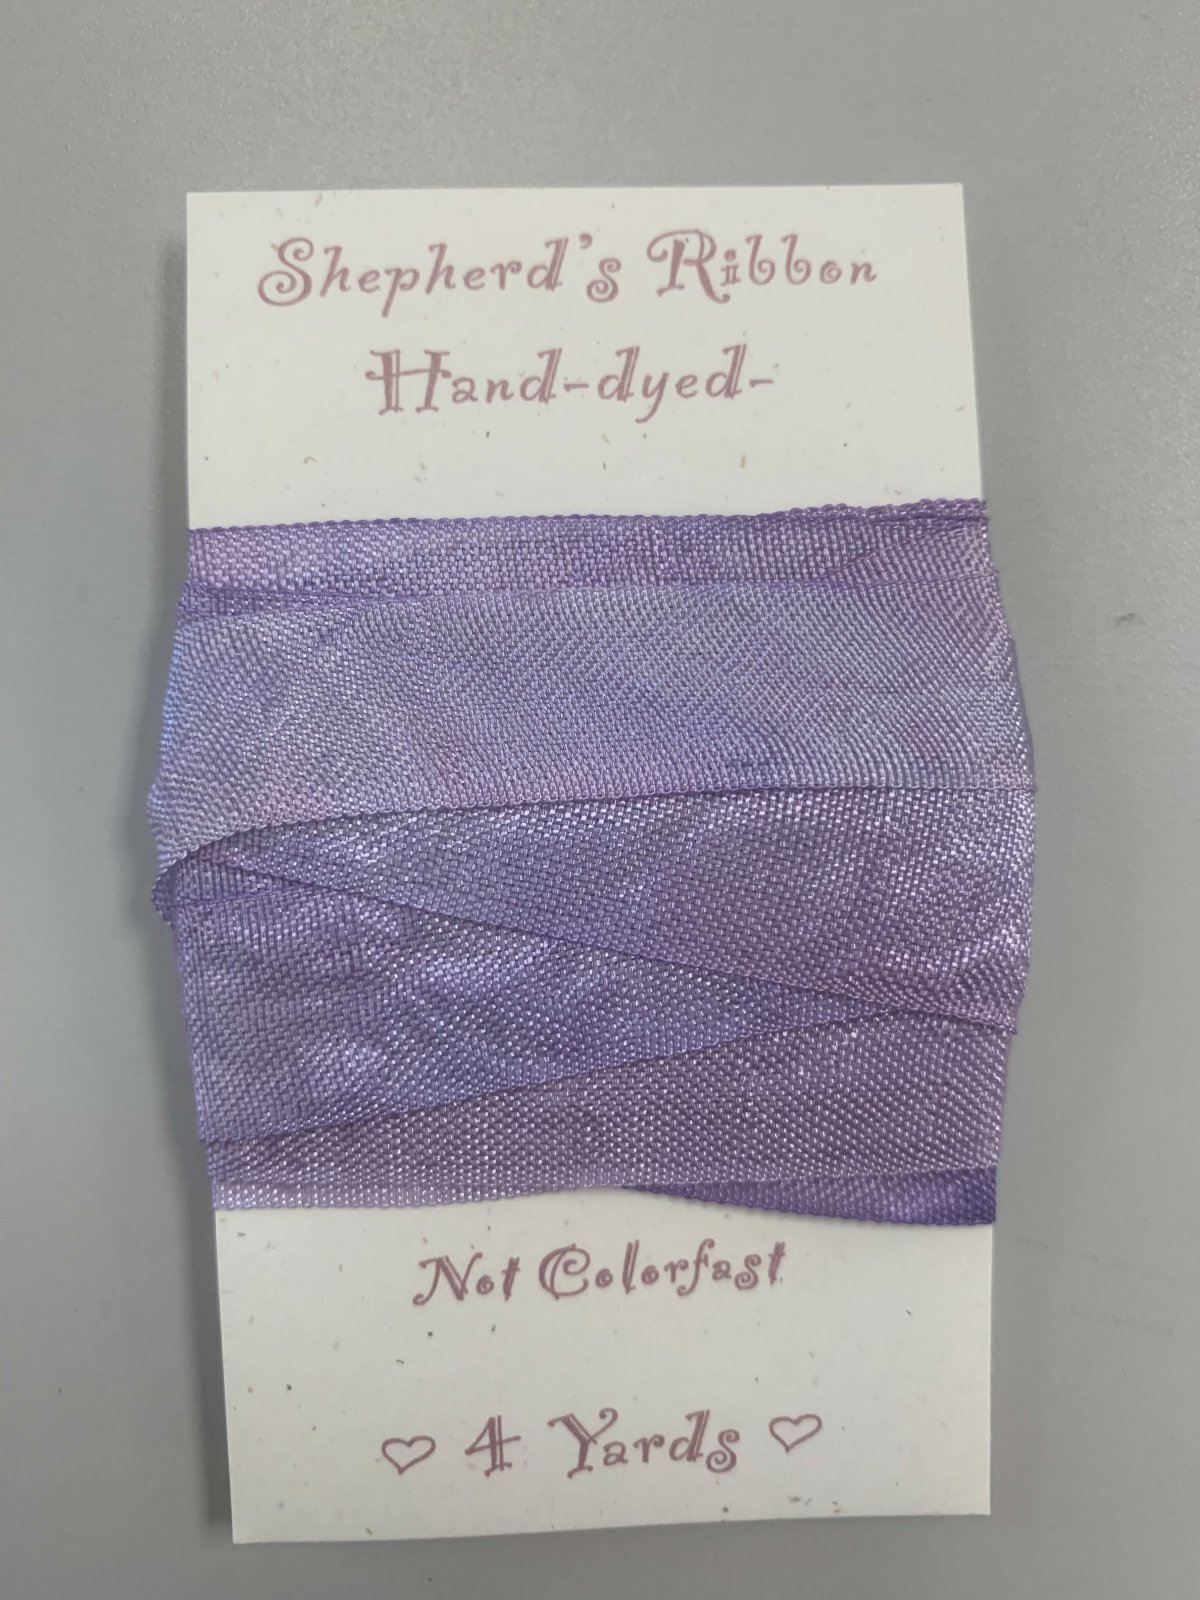 Shepherd's Ribbon
Hand-dyed-
Not Colorfast
♡ 4 Yards ♡